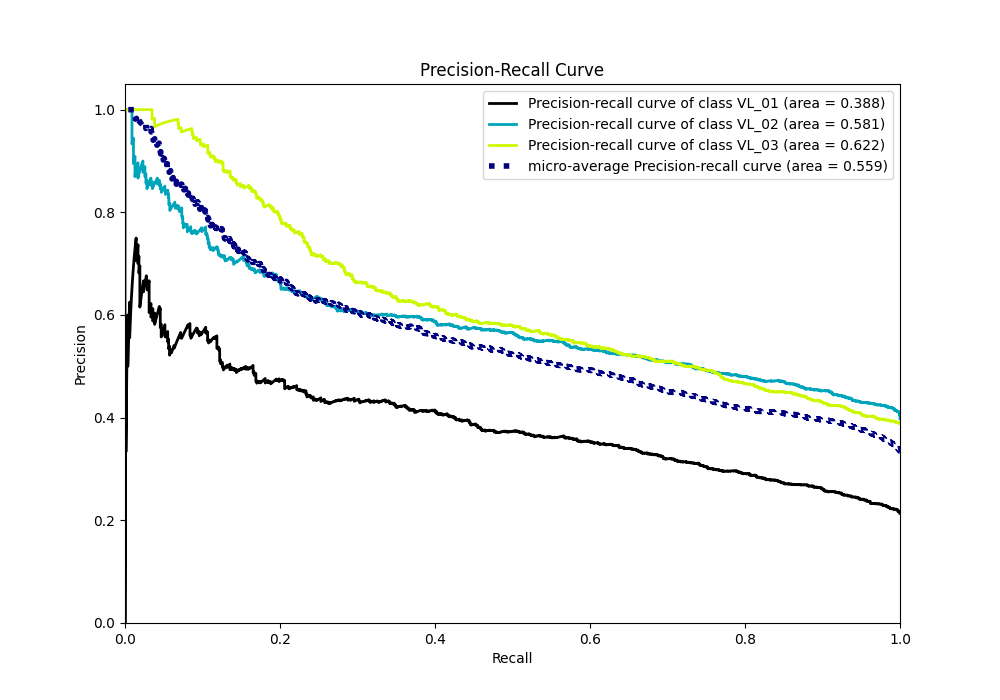 Precision-Recall Curve
Precision-recall curve of class VL_01 (area = 0.388)
Precision-recall curve of class VL_02 (area = 0.581)
Precision-recall curve of class VL_03 (area = 0.622)
micro-average Precision-recall curve (area = 0.559)
1.0
0.8
0.6
0.4
0.2
0.0
Precision
0.0 0.2 0.4 0.6 0.8 1.0
Recall